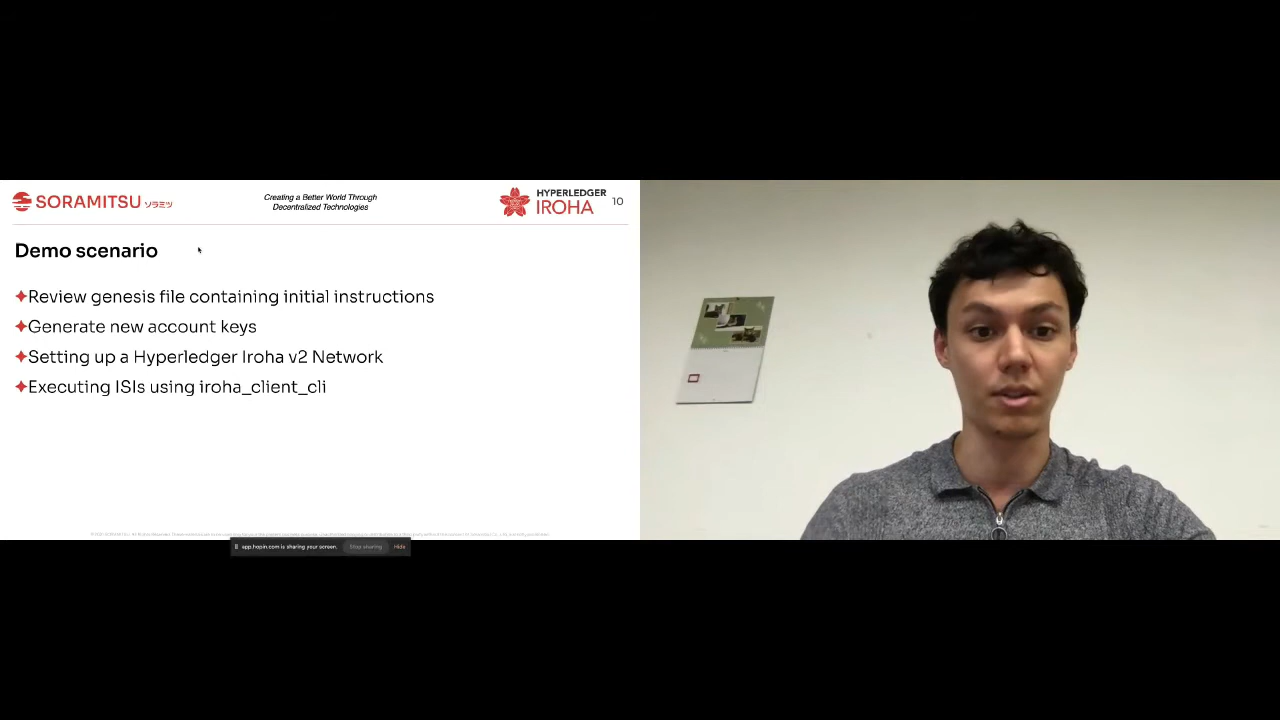 SORAMITSU ソラミツ
Creating a Better World Through
Decentralized Technologies
HYPERLEDGER
IROHA
10
Demo scenario
Review genesis file containing initial instructions
Generate new account keys
Setting up a Hyperledger Iroha v2 Network
Executing ISIs using iroha_client_cli
app.hopin.com is sharing your screen.
Stop sharing
Hide